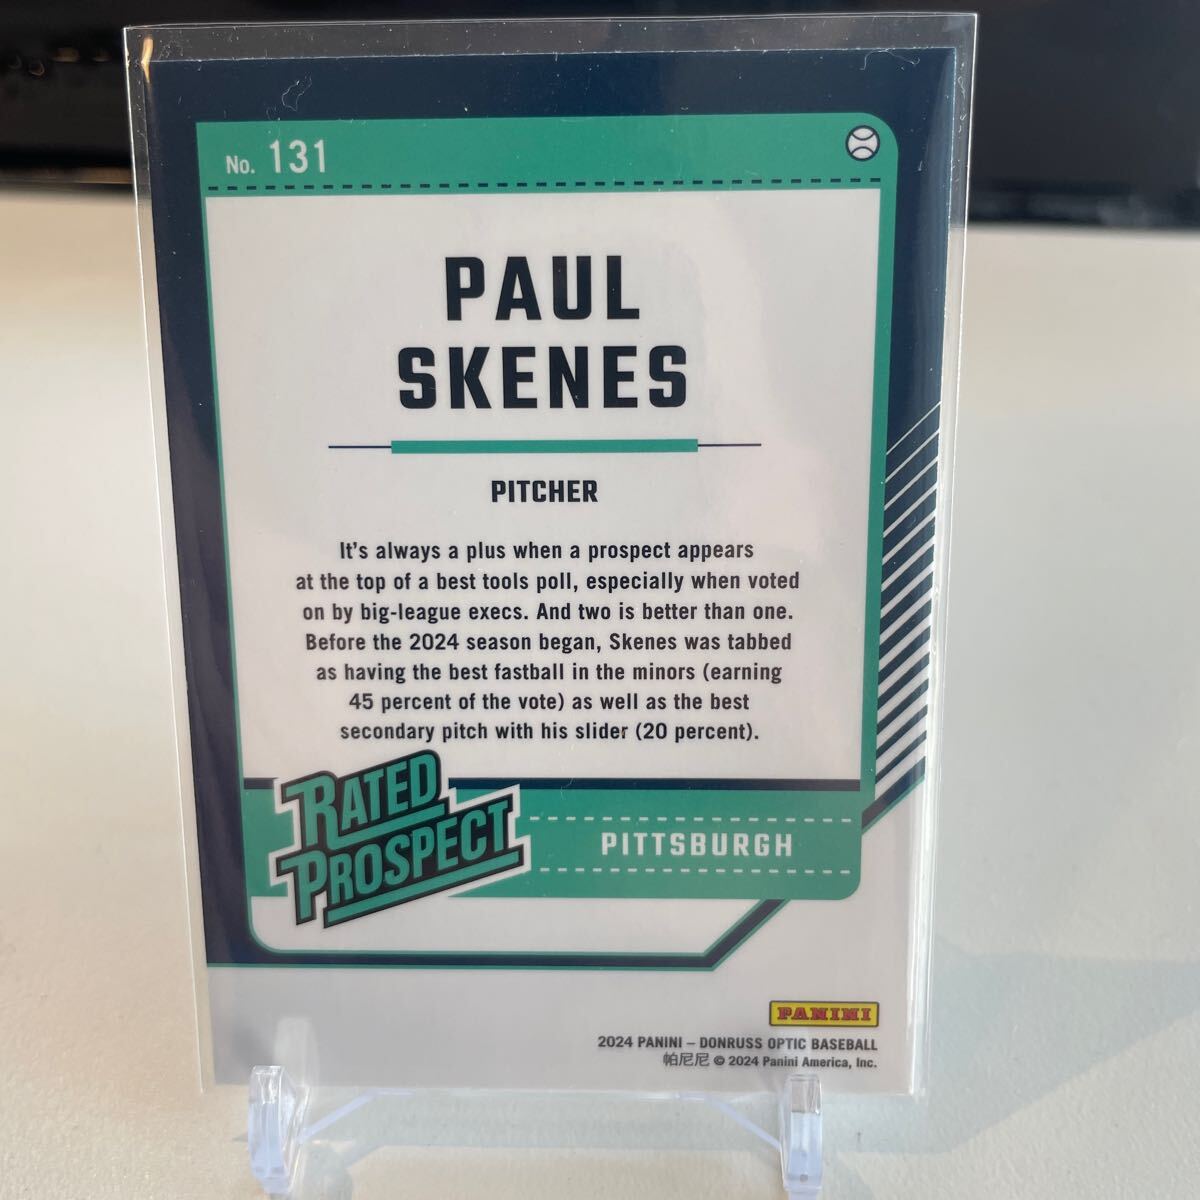 No. 131
PAUL
SKENES
PITCHER
It's always a plus when a prospect appears
at the top of a best tools poll, especially when voted
on by big-league execs. And two is better than one.
Before the 2024 season began, Skenes was tabbed
as having the best fastball in the minors (earning
45 percent of the vote) as well as the best
secondary pitch with his slider (20 percent).
RATED
PROSPECT
PITTSBURGH
PANINI
2024 PANINI – DONRUSS OPTIC BASEBALL
帕尼尼 © 2024 Panini America, Inc.